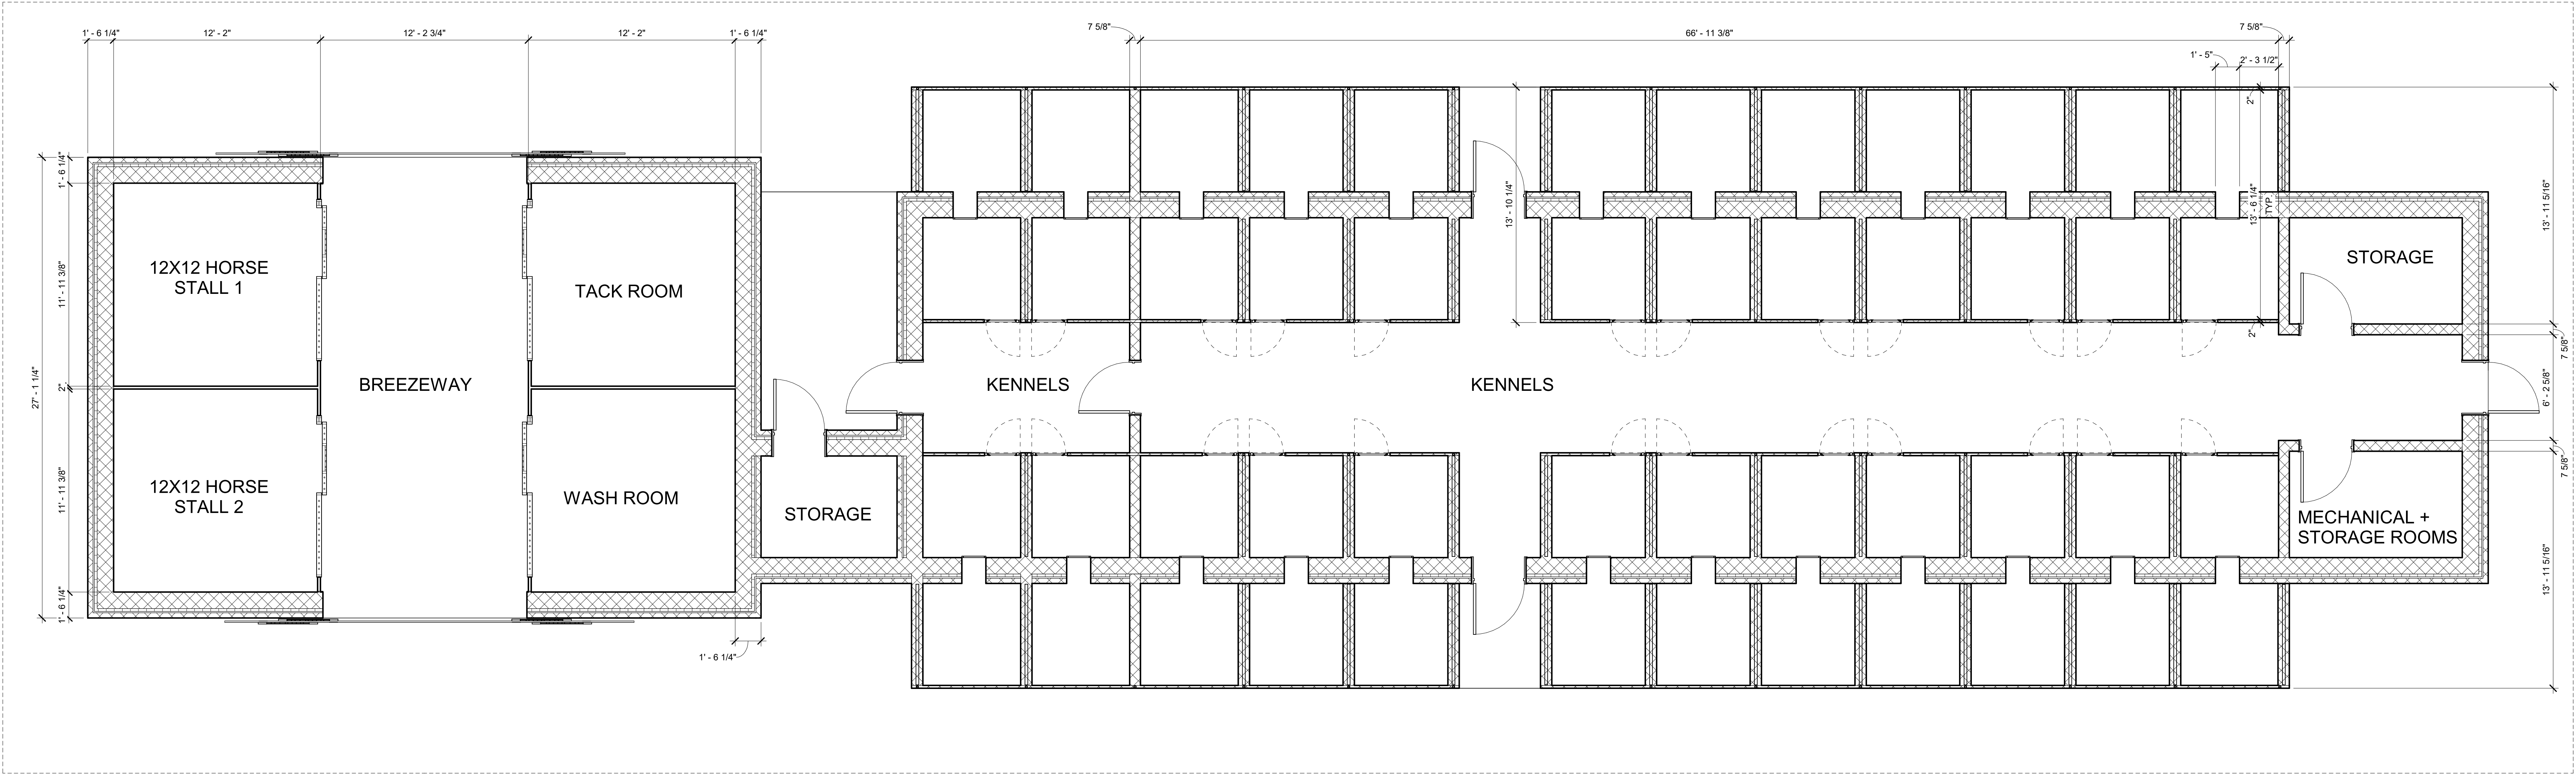 1' - 6 1/4"
12' - 2"
12' - 2 3/4"
12' - 2"
1' - 6 1/4"
7 5/8"
66' - 11 3/8"
7 5/8"
1' - 5"
2' - 3 1/2"
27' - 1 1/4"
1' - 6 1/4"
11' - 11 3/8"
2"
11' - 11 3/8"
1' - 6 1/4"
12X12 HORSE
STALL 1
12X12 HORSE
STALL 2
BREEZEWAY
TACK ROOM
WASH ROOM
1' - 6 1/4"
STORAGE
KENNELS
KENNELS
13' - 10 1/4"
2"
13' - 6 1/4"
TYP.
2"
STORAGE
MECHANICAL +
STORAGE ROOMS
13' - 11 5/16"
7 5/8"
6' - 2 5/8"
7 5/8"
13' - 11 5/16"